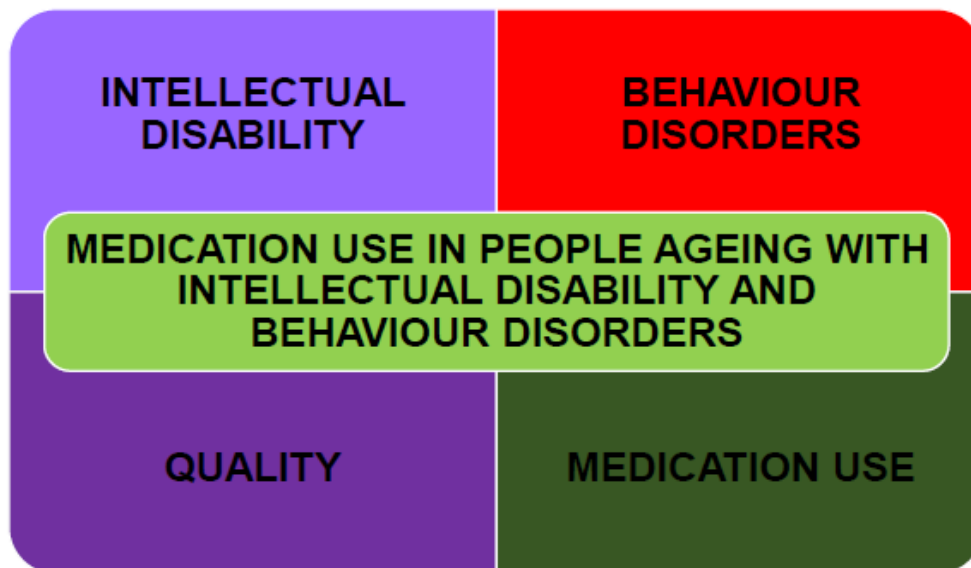 INTELLECTUAL
DISABILITY
BEHAVIOUR
DISORDERS
MEDICATION USE IN PEOPLE AGEING WITH
INTELLECTUAL DISABILITY AND
BEHAVIOUR DISORDERS
QUALITY
MEDICATION USE